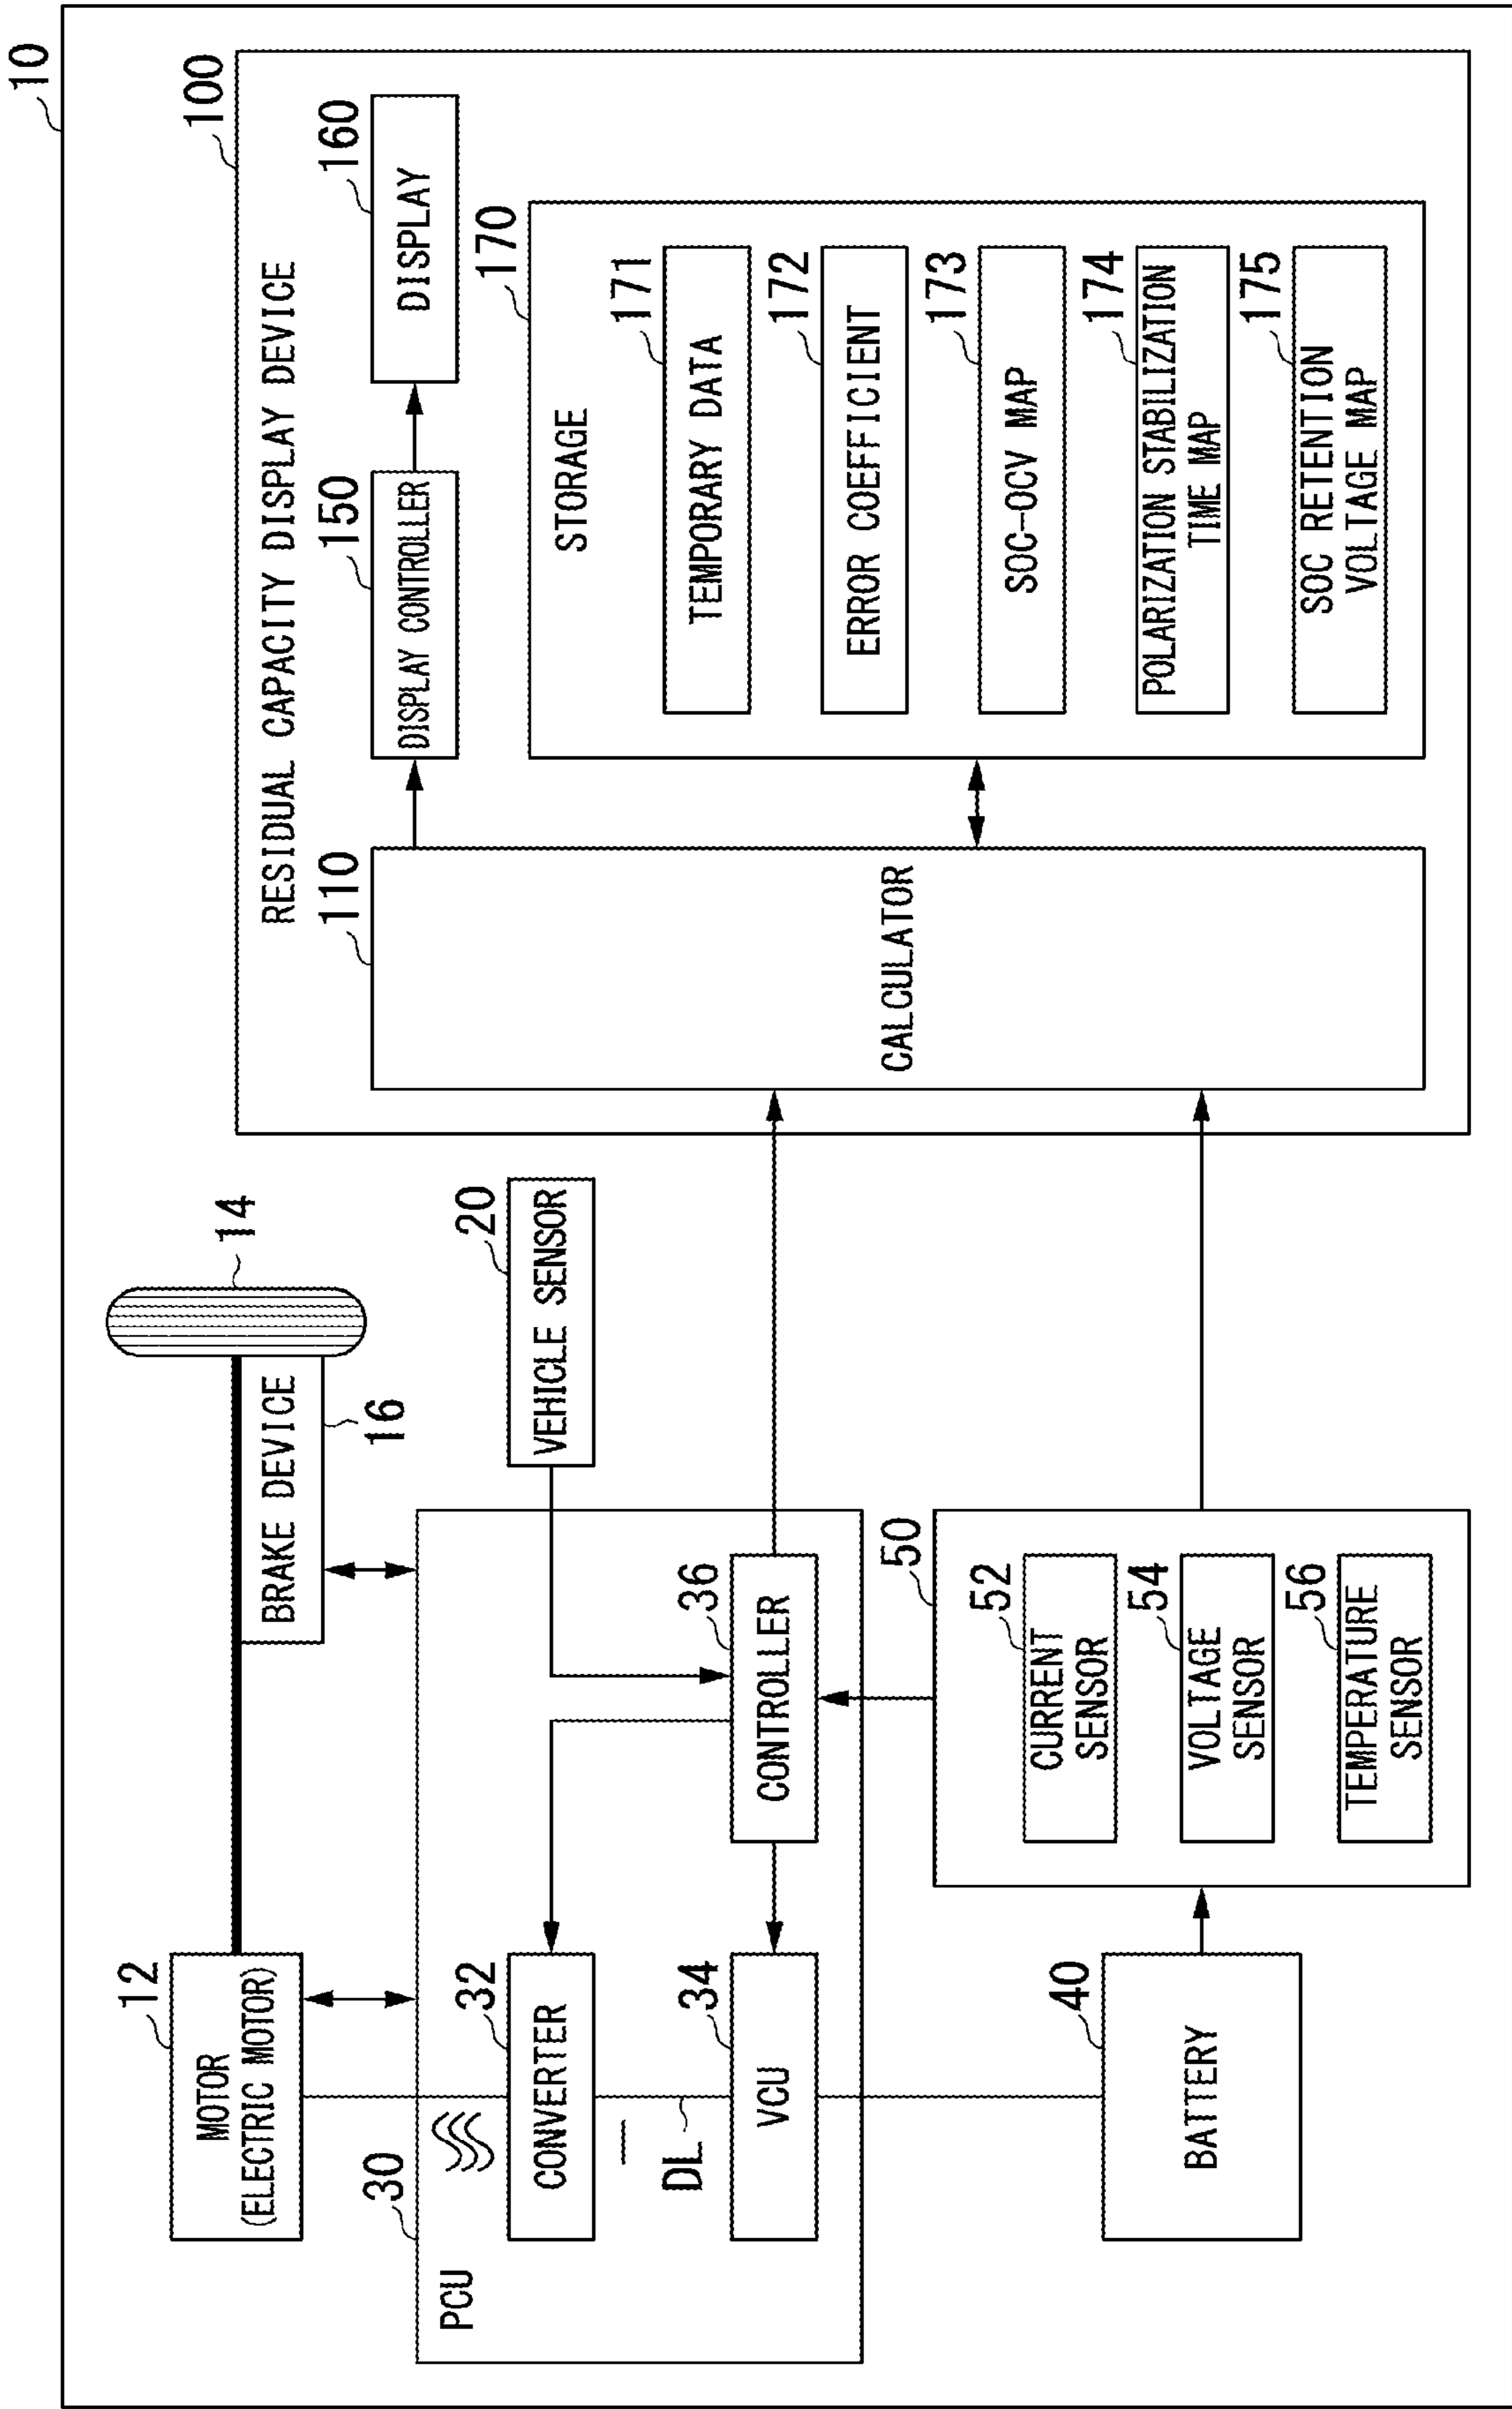 10
12
MOTOR
(ELECTRIC MOTOR)
14
BRAKE DEVICE
16
20
VEHICLE SENSOR
30
PCU
32
CONVERTER
DL
34
VCU
36
CONTROLLER
40
BATTERY
50
52
CURRENT
SENSOR
54
VOLTAGE
SENSOR
56
TEMPERATURE
SENSOR
100
RESIDUAL CAPACITY DISPLAY DEVICE
110
CALCULATOR
150
DISPLAY CONTROLLER
160
DISPLAY
170
STORAGE
171
TEMPORARY DATA
172
ERROR COEFFICIENT
173
SOC-OCV MAP
174
POLARIZATION STABILIZATION
TIME MAP
175
SOC RETENTION
VOLTAGE MAP